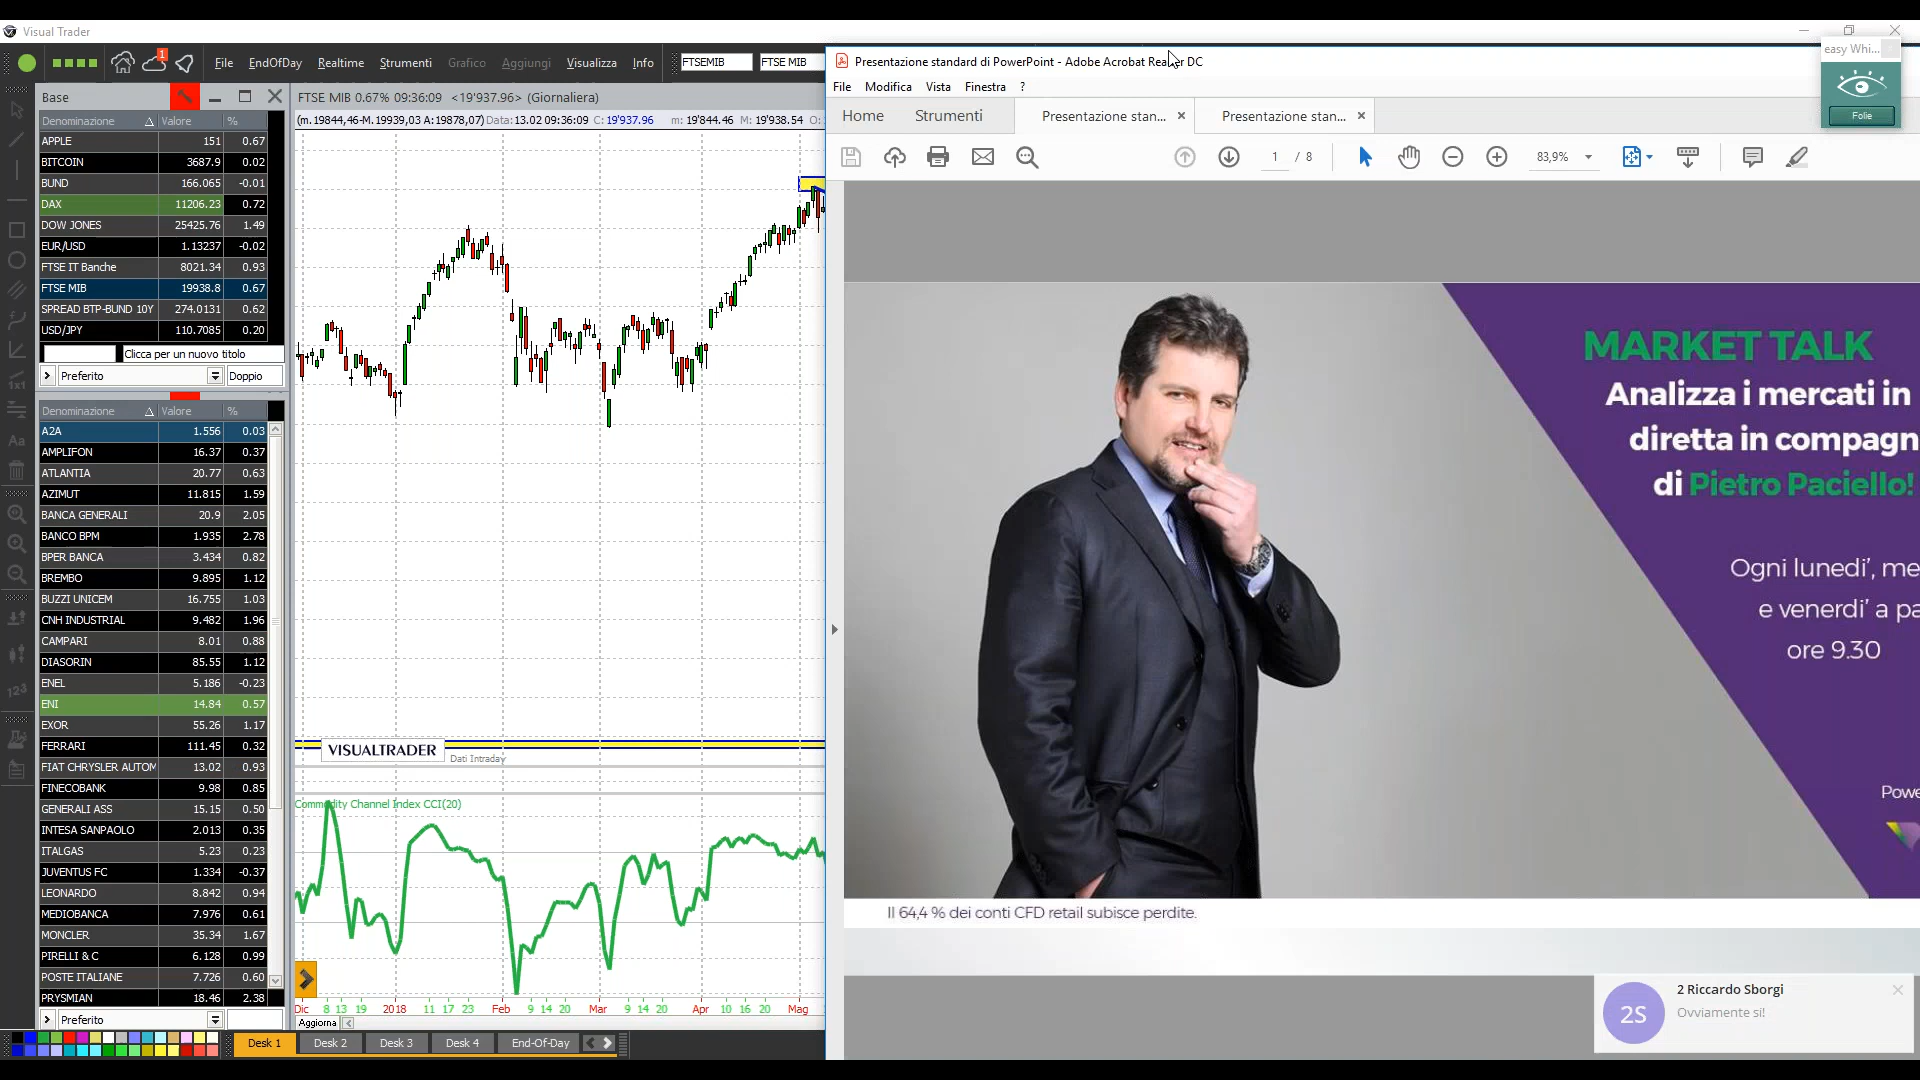 Visual Trader
1
File EndOfDay Realtime Strumenti Grafico Aggiungi Visualizza Info FTSEMIB FTSE MIB
Base
Denominazione Valore %
APPLE 151 0.67
BITCOIN 3687.9 0.02
BUND 166.065 -0.01
DAX 11206.23 0.72
DOW JONES 25425.76 1.49
EUR/USD 1.13237 -0.02
FTSE IT Banche 8021.34 0.93
FTSE MIB 19938.8 0.67
SPREAD BTP-BUND 10Y 274.0131 0.62
USD/JPY 110.7085 0.20
Clicca per un nuovo titolo
Preferito Doppio
Denominazione Valore %
A2A 1.556 0.03
AMPLIFON 16.37 0.37
ATLANTIA 20.77 0.63
AZIMUT 11.815 1.59
BANCA GENERALI 20.9 2.05
BANCO BPM 1.935 2.78
BPER BANCA 3.434 0.82
BREMBO 9.895 1.12
BUZZI UNICEM 16.755 1.03
CNH INDUSTRIAL 9.482 1.96
CAMPARI 8.01 0.88
DIASORIN 85.55 1.12
ENEL 5.186 -0.23
ENI 14.84 0.57
EXOR 55.26 1.17
FERRARI 111.45 0.32
FIAT CHRYSLER AUTOM 13.02 0.93
FINECOBANK 9.98 0.85
GENERALI ASS 15.15 0.50
INTESA SANPAOLO 2.013 0.35
ITALGAS 5.23 0.23
JUVENTUS FC 1.334 -0.37
LEONARDO 8.842 0.94
MEDIOBANCA 7.976 0.61
MONCLER 35.34 1.67
PIRELLI & C 6.128 0.99
POSTE ITALIANE 7.726 0.60
PRYSMIAN 18.46 2.38
Preferito
FTSE MIB 0.67% 09:36:09 <19'937.96> (Giornaliera)
(m.19844,46-M.19939,03 A:19878,07) Data:13.02 09:36:09 C: 19'937.96 m: 19'844.46 M: 19'938.54 O:
VISUALTRADER
Dati Intraday
Commodity Channel Index CCI(20)
Dic 8 13 19 2018 11 17 23 Feb 9 14 20 Mar 9 14 20 Apr 10 16 20 Mag
Aggiorna
Desk 1 Desk 2 Desk 3 Desk 4 End-Of-Day
Presentazione standard di PowerPoint - Adobe Acrobat Reader DC
File Modifica Vista Finestra ?
Home Strumenti Presentazione stan... Presentazione stan...
1 / 8 83,9%
easy Whi...
Folie
MARKET TALK
Analizza i mercati in
diretta in compagn
di Pietro Paciello!
Ogni lunedi', me
e venerdi' a pa
ore 9.30
Powe
Il 64,4 % dei conti CFD retail subisce perdite.
2S
2 Riccardo Sborgi
Ovviamente si!